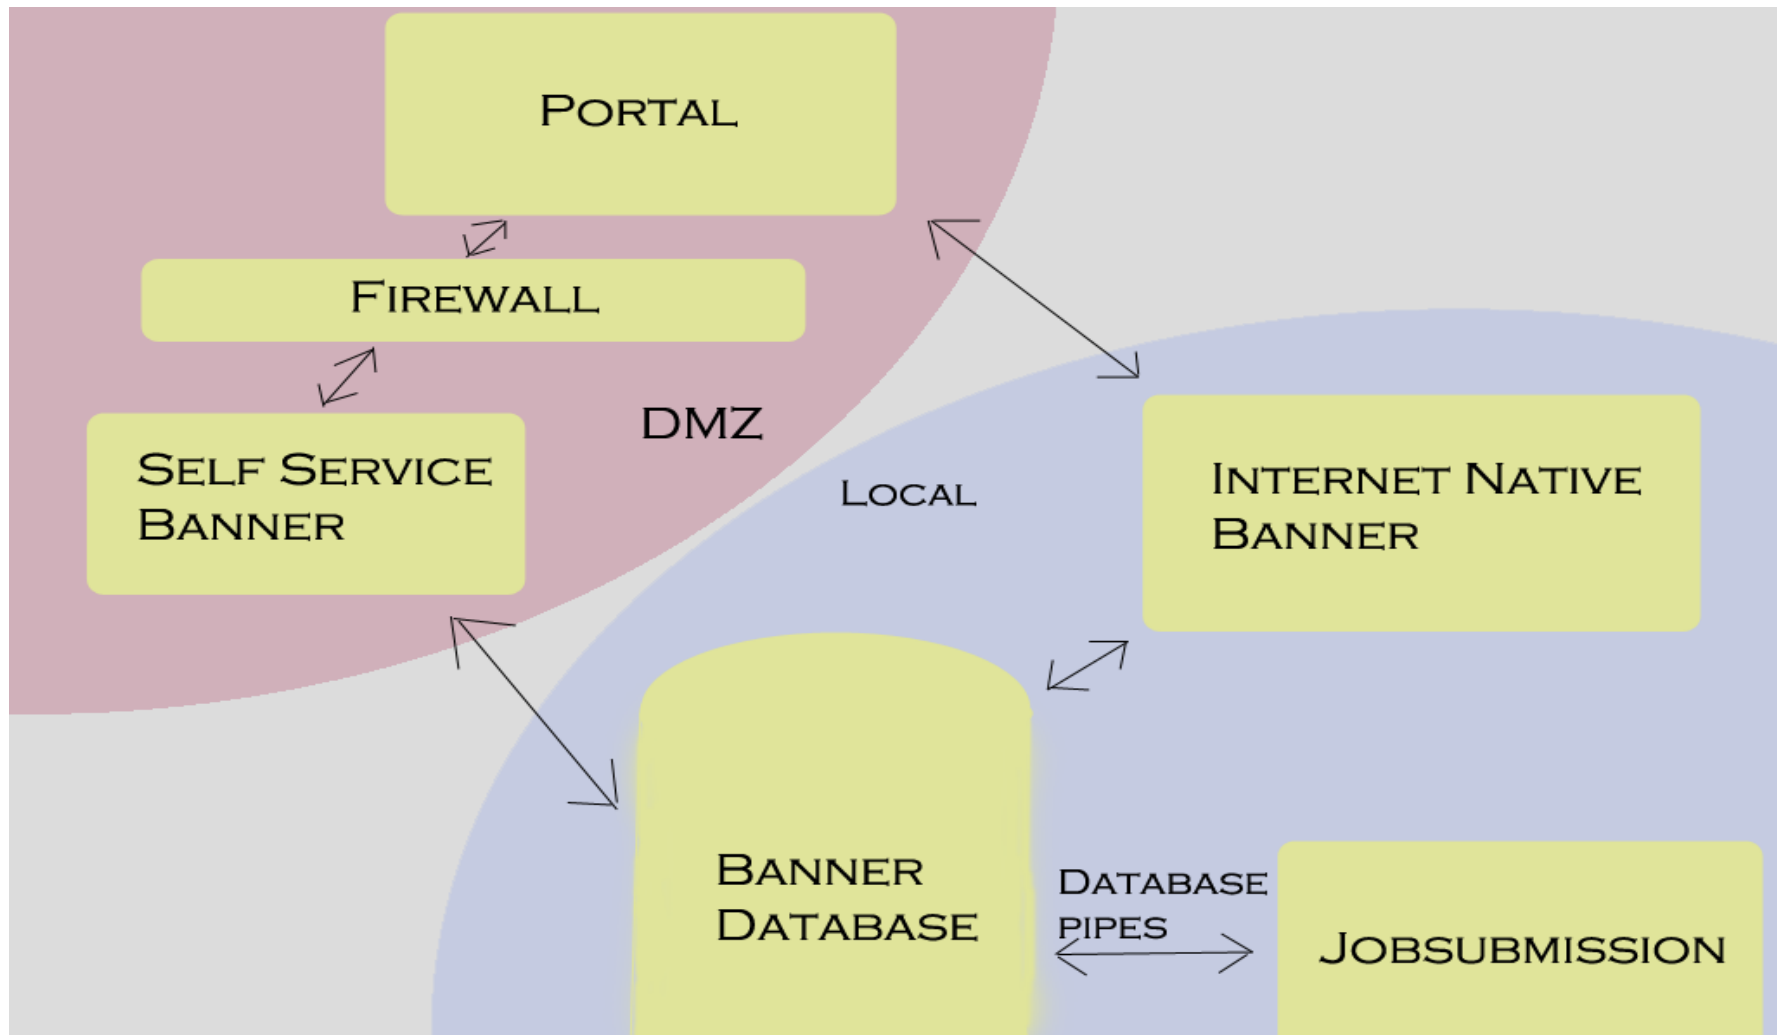 Portal
Firewall
DMZ
Self Service
Banner
Local
Internet Native
Banner
Banner
Database
Database
pipes
Jobsubmission